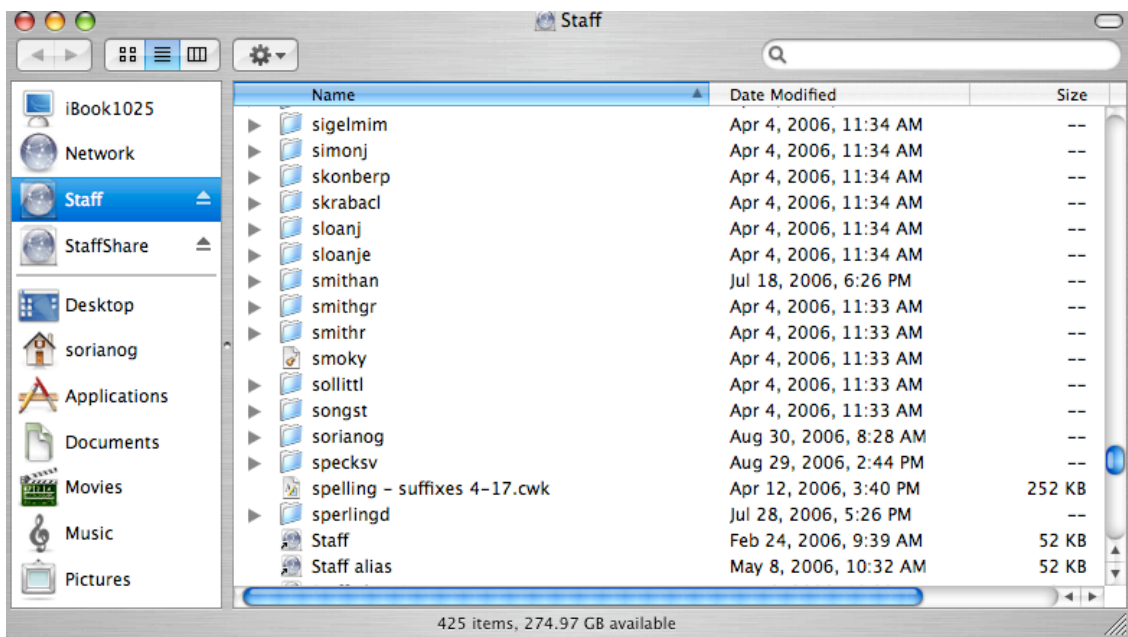 Staff
iBook1025
Network
Staff
StaffShare
Desktop
sorianog
Applications
Documents
Movies
Music
Pictures
Name Date Modified Size
sigelmim Apr 4, 2006, 11:34 AM --
simonj Apr 4, 2006, 11:34 AM --
skonberp Apr 4, 2006, 11:34 AM --
skrabacl Apr 4, 2006, 11:34 AM --
sloanj Apr 4, 2006, 11:34 AM --
sloanje Apr 4, 2006, 11:34 AM --
smithan Jul 18, 2006, 6:26 PM --
smithgr Apr 4, 2006, 11:33 AM --
smithr Apr 4, 2006, 11:33 AM --
smoky Apr 4, 2006, 11:33 AM --
sollittl Apr 4, 2006, 11:33 AM --
songst Apr 4, 2006, 11:33 AM --
sorianog Aug 30, 2006, 8:28 AM --
specksv Aug 29, 2006, 2:44 PM --
spelling - suffixes 4-17.cwk Apr 12, 2006, 3:40 PM 252 KB
sperlingd Jul 28, 2006, 5:26 PM --
Staff Feb 24, 2006, 9:39 AM 52 KB
Staff alias May 8, 2006, 10:32 AM 52 KB
425 items, 274.97 GB available